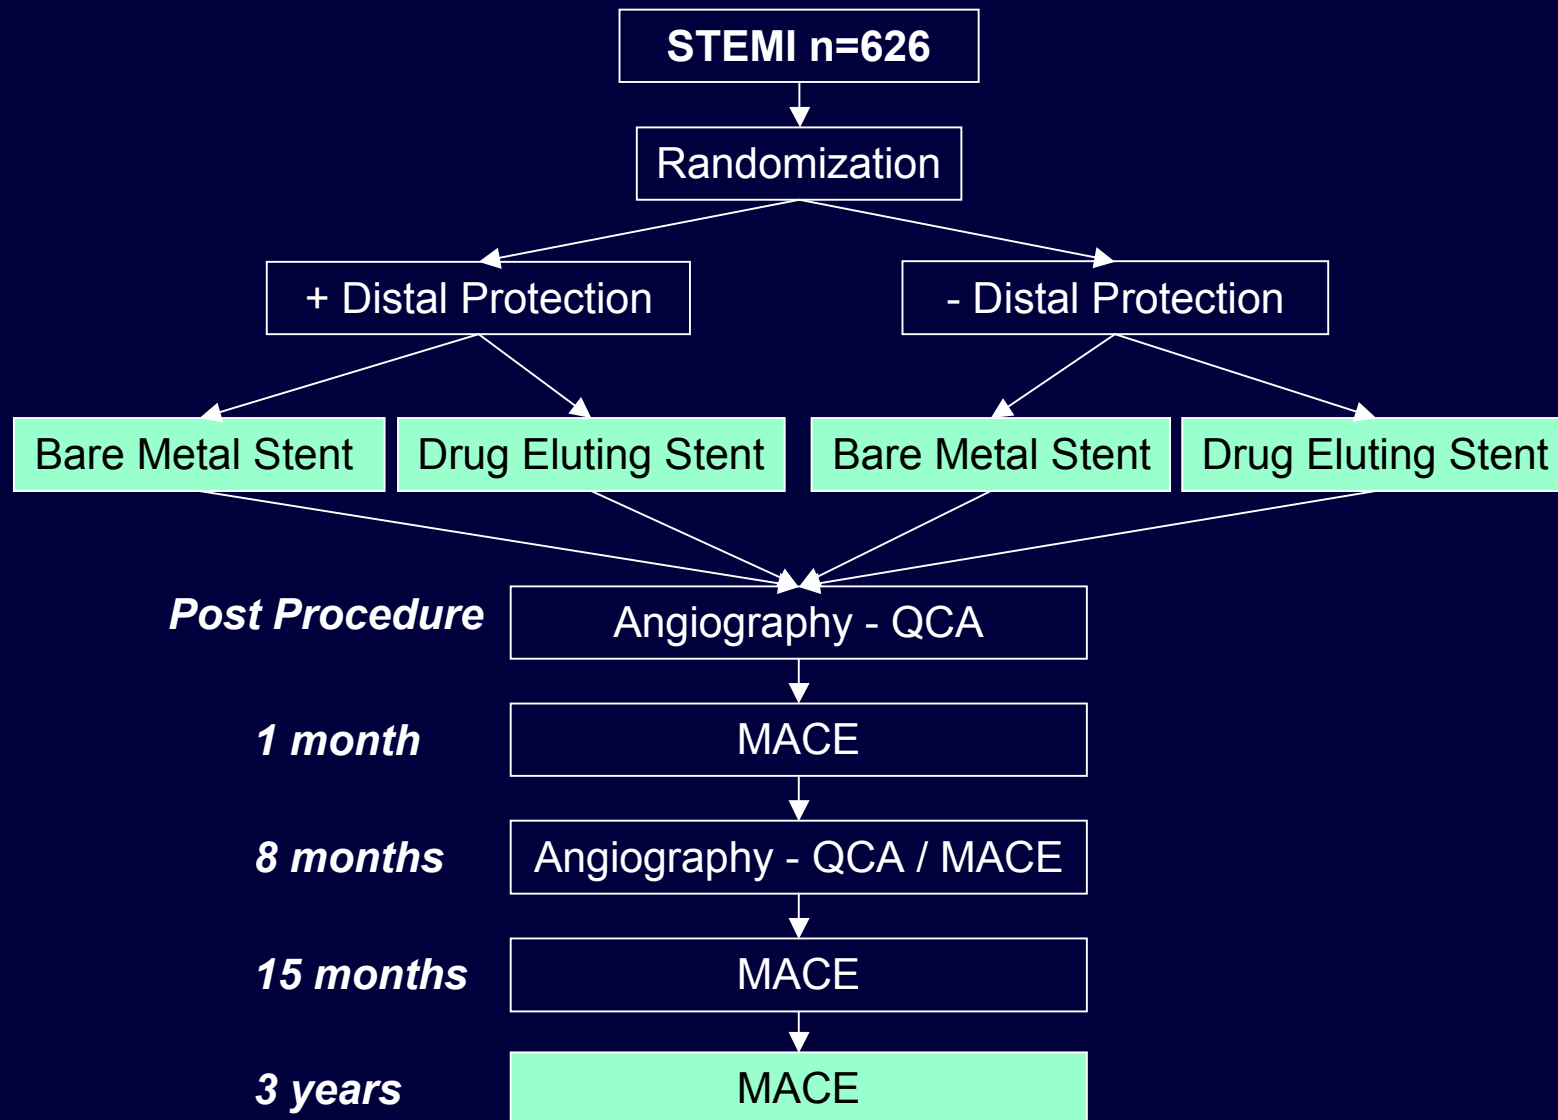 STEMI n=626
Randomization
+ Distal Protection
- Distal Protection
Bare Metal Stent
Drug Eluting Stent
Bare Metal Stent
Drug Eluting Stent
Post Procedure
Angiography - QCA
1 month
MACE
8 months
Angiography - QCA / MACE
15 months
MACE
3 years
MACE